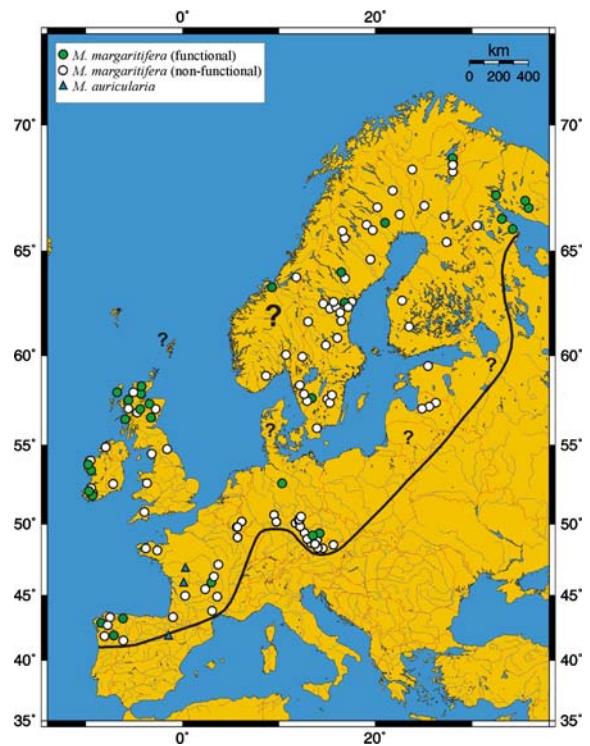 0° 20°
M. margaritifera (functional)
M. margaritifera (non-functional)
M. auricularia
km
0 200 400
70° 70°
65° 65°
?
?
60° ? 60°
? ?
55° 55°
50° 50°
45° 45°
40° 40°
35° 35°
0° 20°